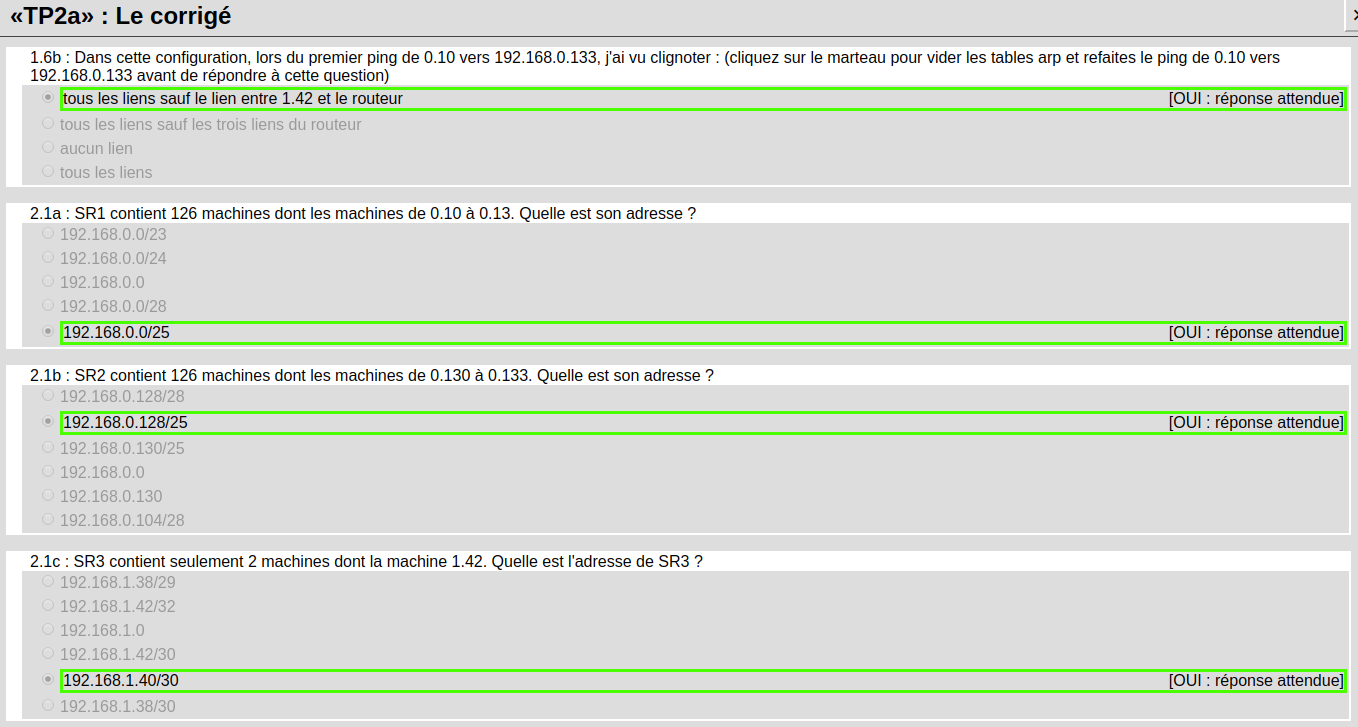 «TP2a» : Le corrigé
1.6b : Dans cette configuration, lors du premier ping de 0.10 vers 192.168.0.133, j'ai vu clignoter : (cliquez sur le marteau pour vider les tables arp et refaites le ping de 0.10 vers
192.168.0.133 avant de répondre à cette question)
tous les liens sauf le lien entre 1.42 et le routeur [OUI : réponse attendue]
tous les liens sauf les trois liens du routeur
aucun lien
tous les liens
2.1a : SR1 contient 126 machines dont les machines de 0.10 à 0.13. Quelle est son adresse ?
192.168.0.0/23
192.168.0.0/24
192.168.0.0
192.168.0.0/28
192.168.0.0/25 [OUI : réponse attendue]
2.1b : SR2 contient 126 machines dont les machines de 0.130 à 0.133. Quelle est son adresse ?
192.168.0.128/28
192.168.0.128/25 [OUI : réponse attendue]
192.168.0.130/25
192.168.0.0
192.168.0.130
192.168.0.104/28
2.1c : SR3 contient seulement 2 machines dont la machine 1.42. Quelle est l'adresse de SR3 ?
192.168.1.38/29
192.168.1.42/32
192.168.1.0
192.168.1.42/30
192.168.1.40/30 [OUI : réponse attendue]
192.168.1.38/30